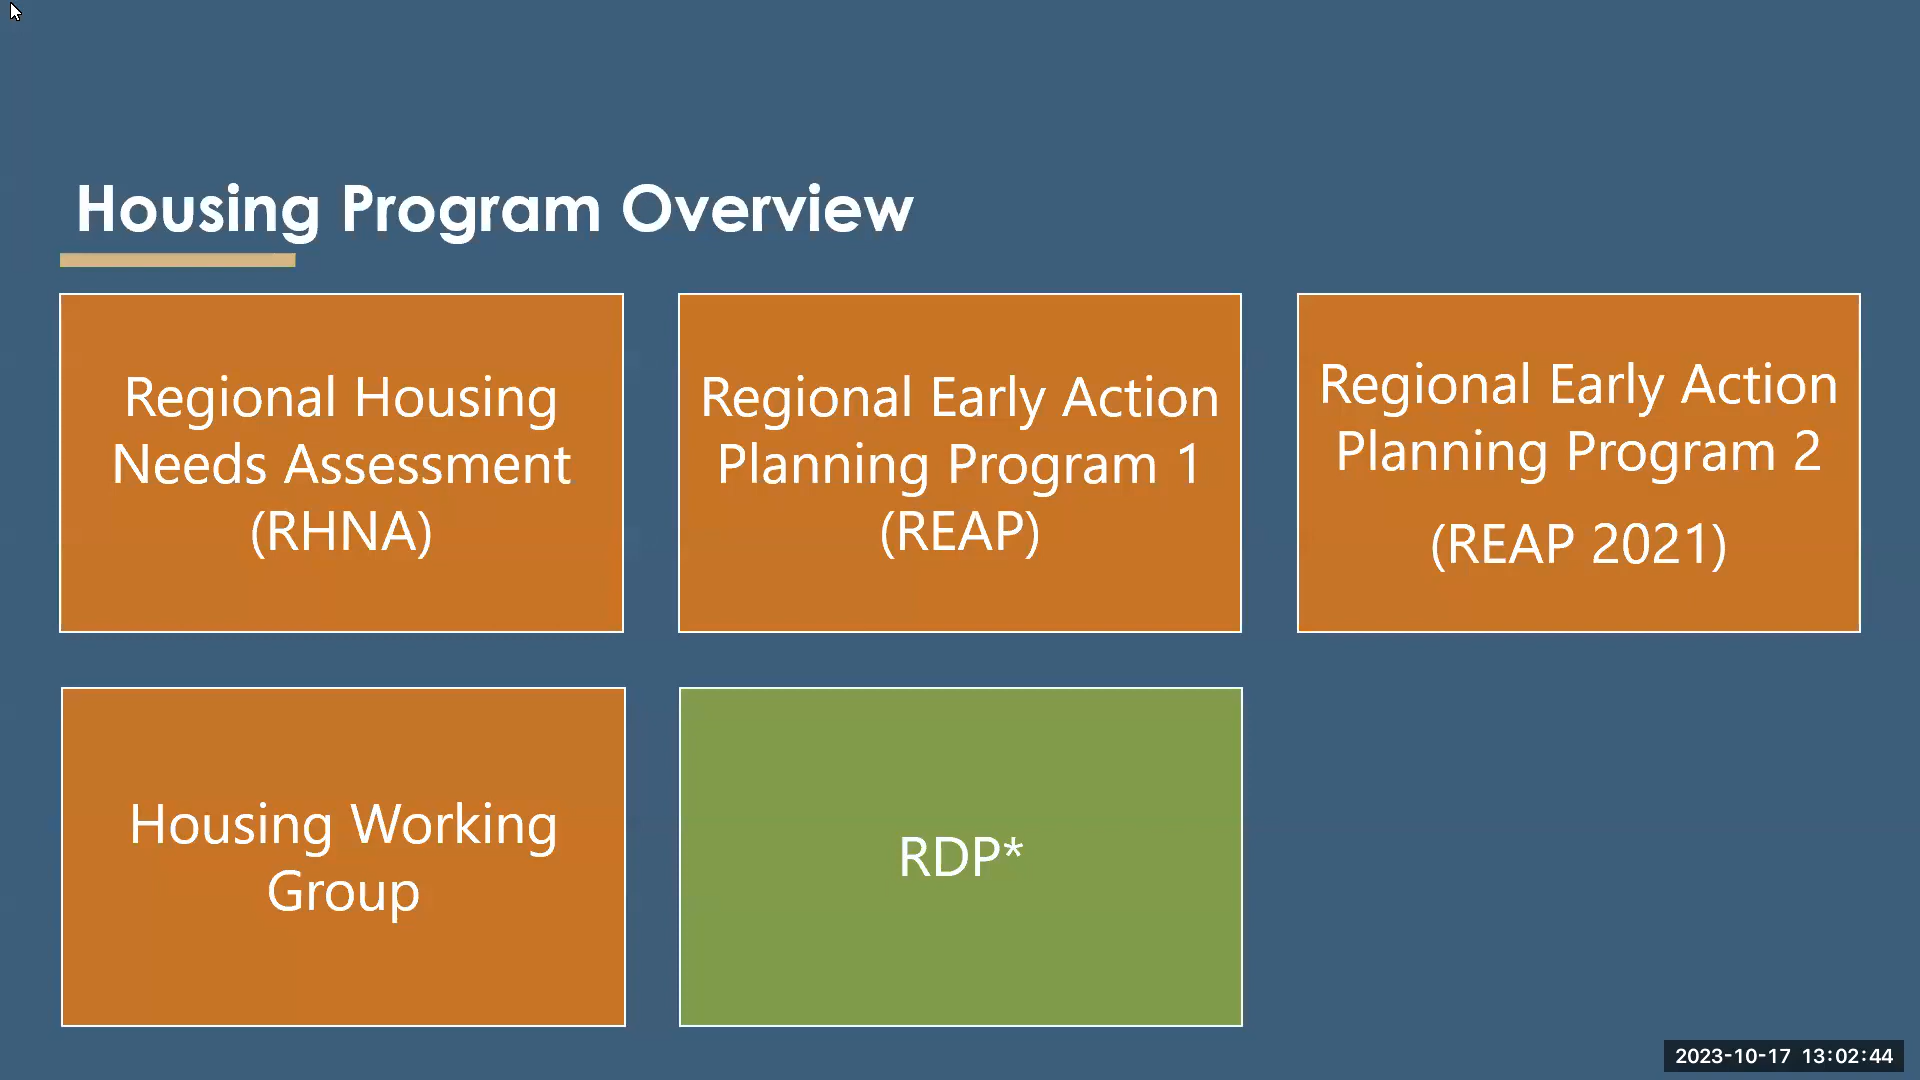 Housing Program Overview
Regional Housing
Needs Assessment
(RHNA)
Regional Early Action
Planning Program 1
(REAP)
Regional Early Action
Planning Program 2
(REAP 2021)
Housing Working
Group
RDP*
2023-10-17 13:02:44